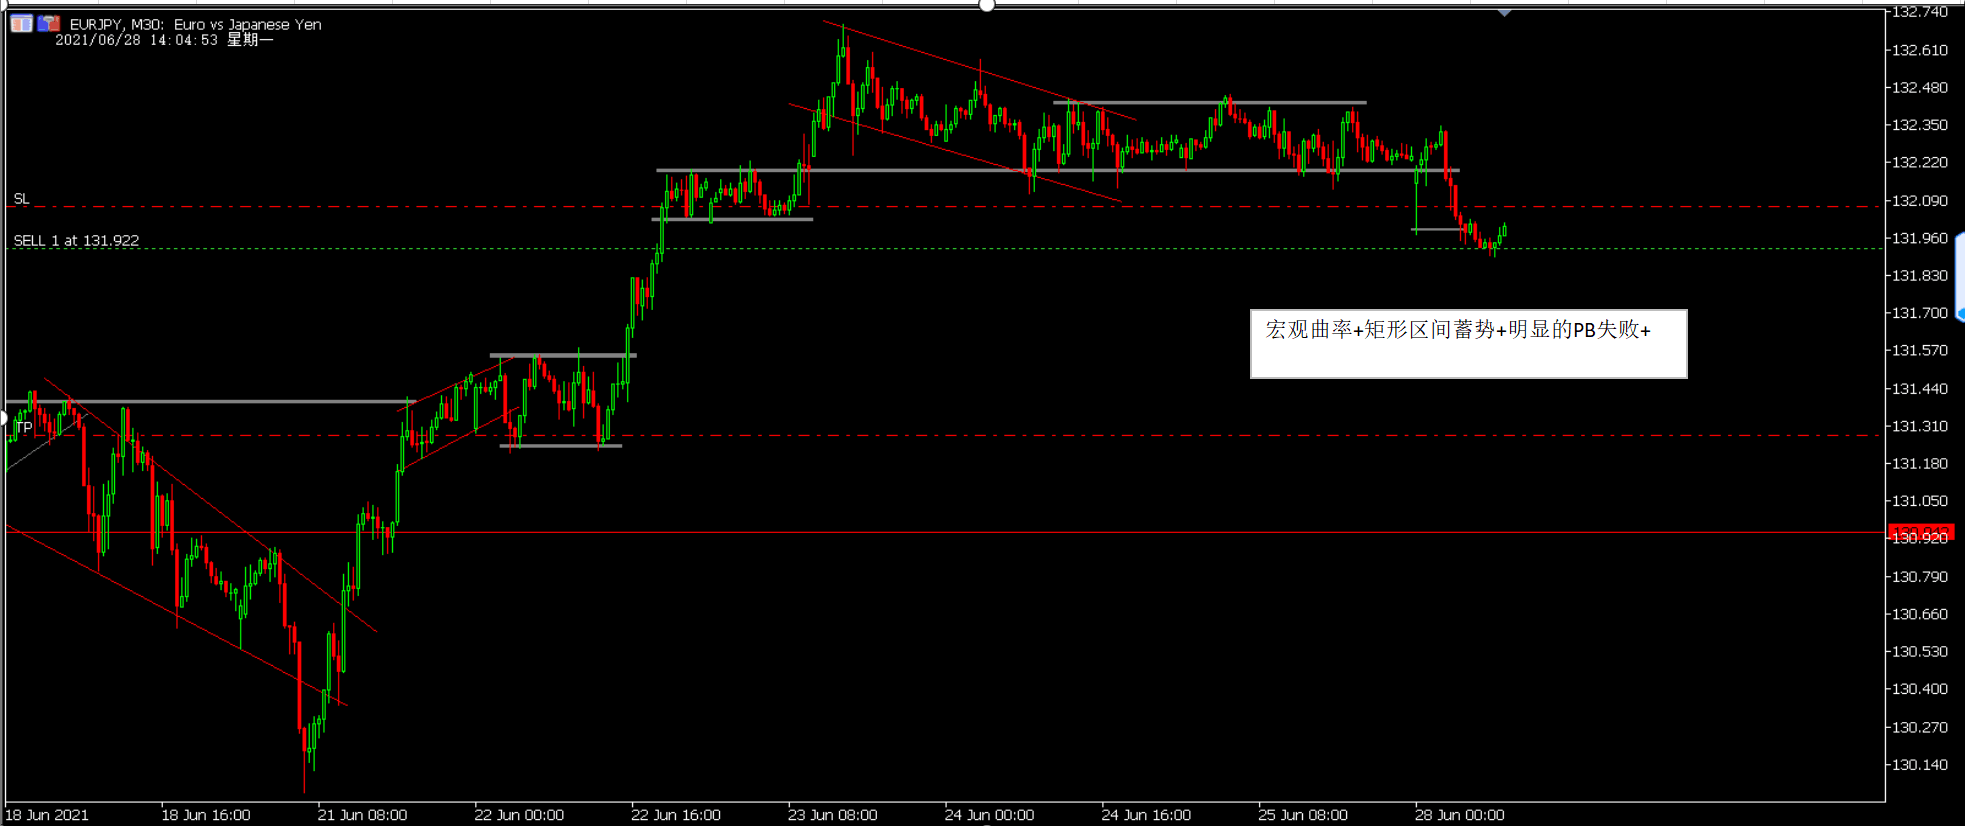 EURJPY, M30: Euro vs Japanese Yen
2021/06/28 14:04:53 星期一
132.740
132.610
132.480
132.350
132.220
132.090
131.960
131.830
131.700
131.570
131.440
131.310
131.180
131.050
130.942
130.920
130.790
130.660
130.530
130.400
130.270
130.140
SL
SELL 1 at 131.922
TP
宏观曲率+矩形区间蓄势+明显的PB失败+
18 Jun 2021
18 Jun 16:00
21 Jun 08:00
22 Jun 00:00
22 Jun 16:00
23 Jun 08:00
24 Jun 00:00
24 Jun 16:00
25 Jun 08:00
28 Jun 00:00